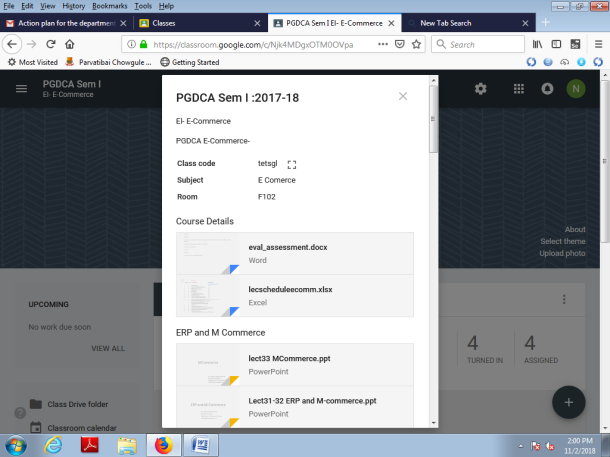 File Edit View History Bookmarks Tools Help
Action plan for the department
Classes
PGDCA Sem I El- E-Commerce
New Tab Search
https://classroom.google.com/c/Njk4MDgxOTM0OVpa
Search
Most Visited
Parvatibai Chowgule ...
Getting Started
PGDCA Sem I
El- E-Commerce
N
PGDCA Sem I :2017-18
El- E-Commerce
PGDCA E-Commerce-
Class code tetsgl
Subject E Comerce
Room F102
Course Details
eval_assessment.docx
Word
lecscheduleecomm.xlsx
Excel
ERP and M Commerce
lect33 MCommerce.ppt
PowerPoint
Lect31-32 ERP and M-commerce.ppt
PowerPoint
About
Select theme
Upload photo
UPCOMING
No work due soon
VIEW ALL
4
TURNED IN
4
ASSIGNED
Class Drive folder
Classroom calendar
2:00 PM
11/2/2018